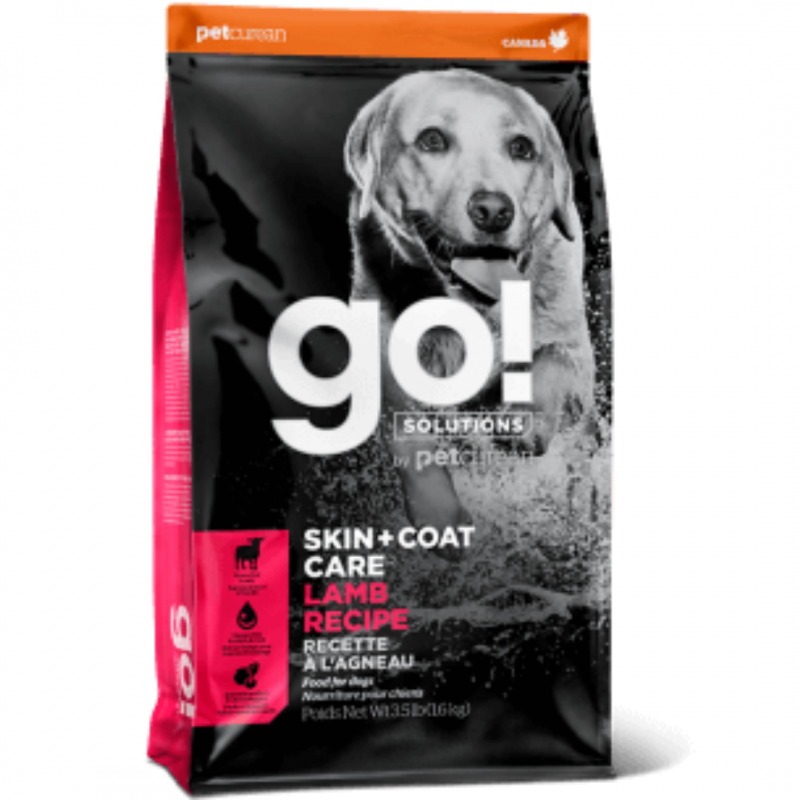 petcurean
CANADA
go!
SOLUTIONS
by petcurean
SKIN + COAT
CARE
LAMB
RECIPE
RECETTE
À L'AGNEAU
Food for dogs
Nourriture pour chiens
Poids Net Wt 3.5 lb (1.6 kg)
go!